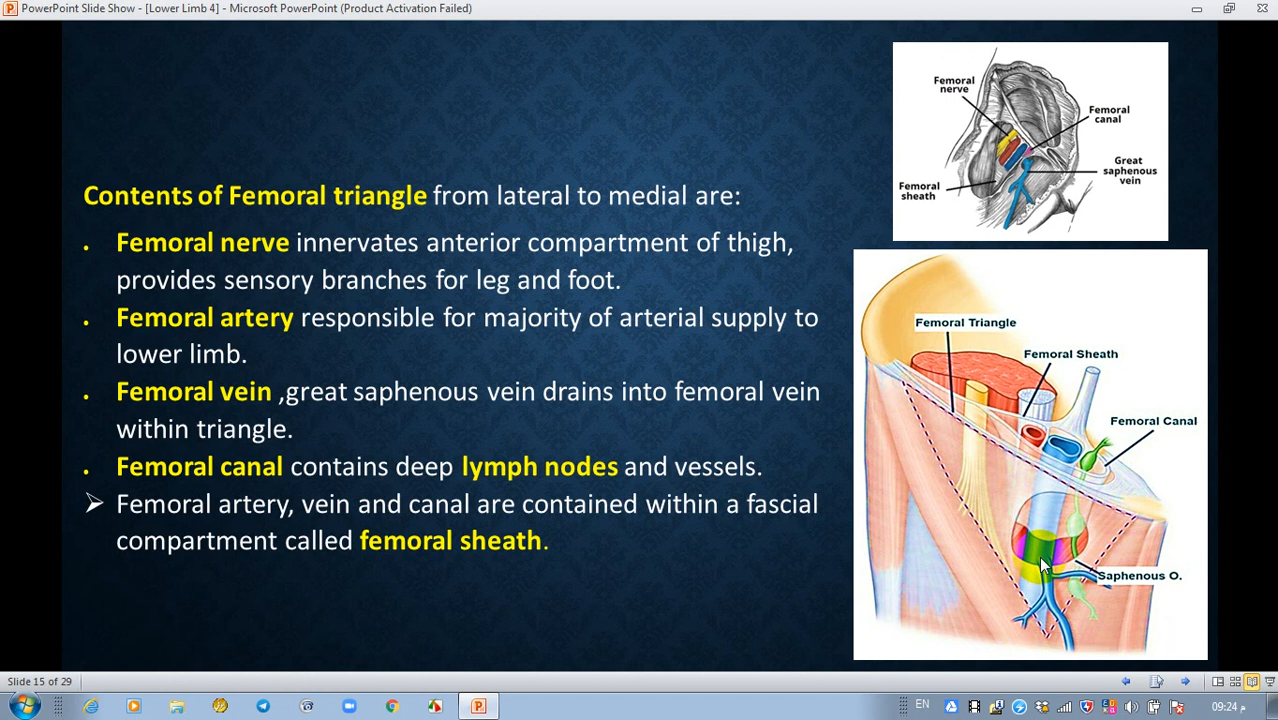 PowerPoint Slide Show - [Lower Limb 4] - Microsoft PowerPoint (Product Activation Failed)
Contents of Femoral triangle from lateral to medial are:
• Femoral nerve innervates anterior compartment of thigh,
provides sensory branches for leg and foot.
• Femoral artery responsible for majority of arterial supply to
lower limb.
• Femoral vein ,great saphenous vein drains into femoral vein
within triangle.
• Femoral canal contains deep lymph nodes and vessels.
➢ Femoral artery, vein and canal are contained within a fascial
compartment called femoral sheath.
Femoral
nerve
Femoral
canal
Great
saphenous
vein
Femoral
sheath
Femoral Triangle
Femoral Sheath
Femoral Canal
Saphenous O.
Slide 15 of 29
EN
09:24 م